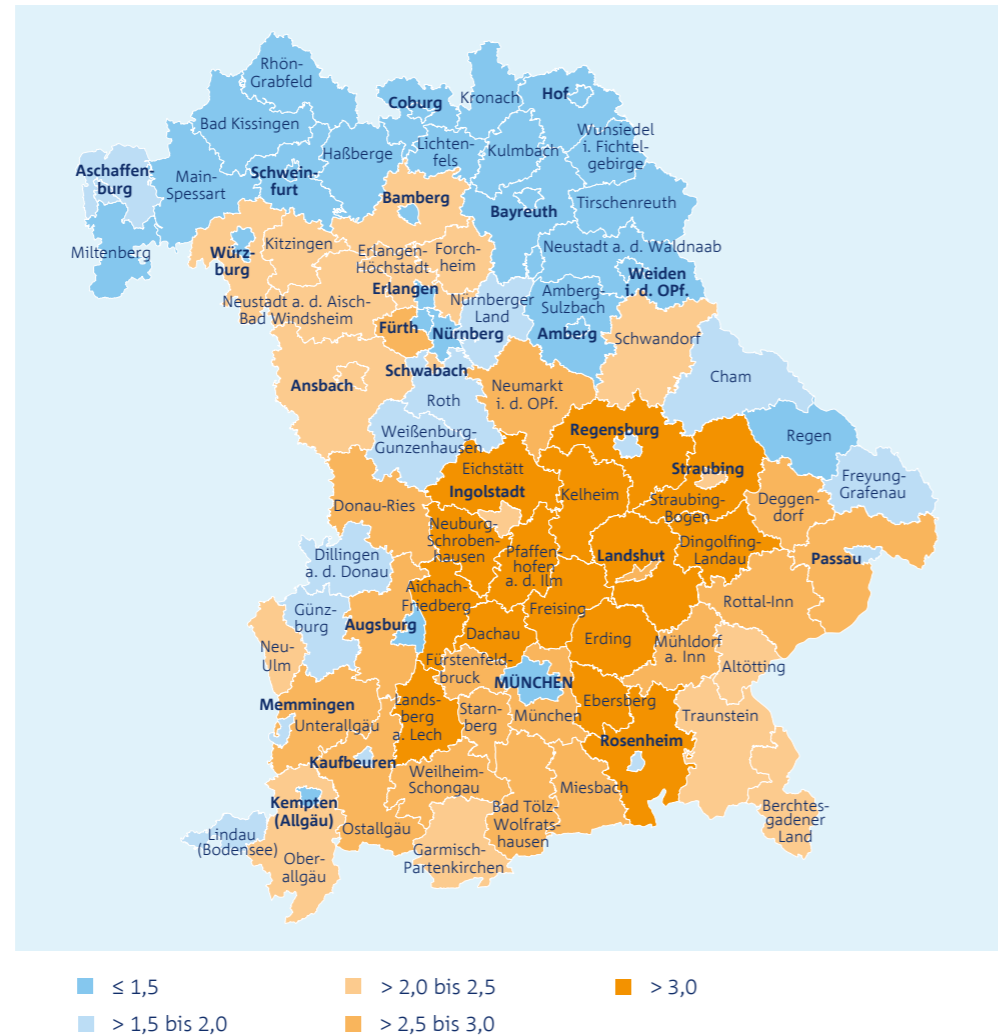 Rhön-
Grabfeld
Coburg
Kronach
Hof
Bad Kissingen
Lichten-
fels
Kulmbach
Wunsiedel
i. Fichtel-
gebirge
Haßberge
Aschaffen-
burg
Main-
Spessart
Schwein-
furt
Bamberg
Bayreuth
Tirschenreuth
Miltenberg
Würz-
burg
Kitzingen
Erlangen-
Höchstadt
Forch-
heim
Neustadt a. d. Waldnaab
Weiden
i. d. OPf.
Erlangen
Neustadt a. d. Aisch-
Bad Windsheim
Nürnberger
Land
Amberg-
Sulzbach
Fürth
Nürnberg
Amberg
Schwandorf
Ansbach
Schwabach
Roth
Neumarkt
i. d. OPf.
Cham
Weißenburg-
Gunzenhausen
Regensburg
Regen
Eichstätt
Ingolstadt
Kelheim
Straubing
Straubing-
Bogen
Freyung-
Grafenau
Deggen-
dorf
Donau-Ries
Neuburg-
Schroben-
hausen
Pfaffen-
hofen
a. d. Ilm
Landshut
Dingolfing-
Landau
Passau
Dillingen
a. d. Donau
Aichach-
Friedberg
Freising
Rottal-Inn
Günz-
burg
Augsburg
Dachau
Erding
Mühldorf
a. Inn
Neu-
Ulm
Fürstenfeld-
bruck
MÜNCHEN
Altötting
Memmingen
Unterallgäu
Lands-
berg
a. Lech
Starn-
berg
München
Ebersberg
Traunstein
Rosenheim
Kaufbeuren
Weilheim-
Schongau
Miesbach
Kempten
(Allgäu)
Ostallgäu
Bad Tölz-
Wolfrats-
hausen
Berchtes-
gadener
Land
Lindau
(Bodensee)
Ober-
allgäu
Garmisch-
Partenkirchen
≤ 1,5
> 2,0 bis 2,5
> 3,0
> 1,5 bis 2,0
> 2,5 bis 3,0